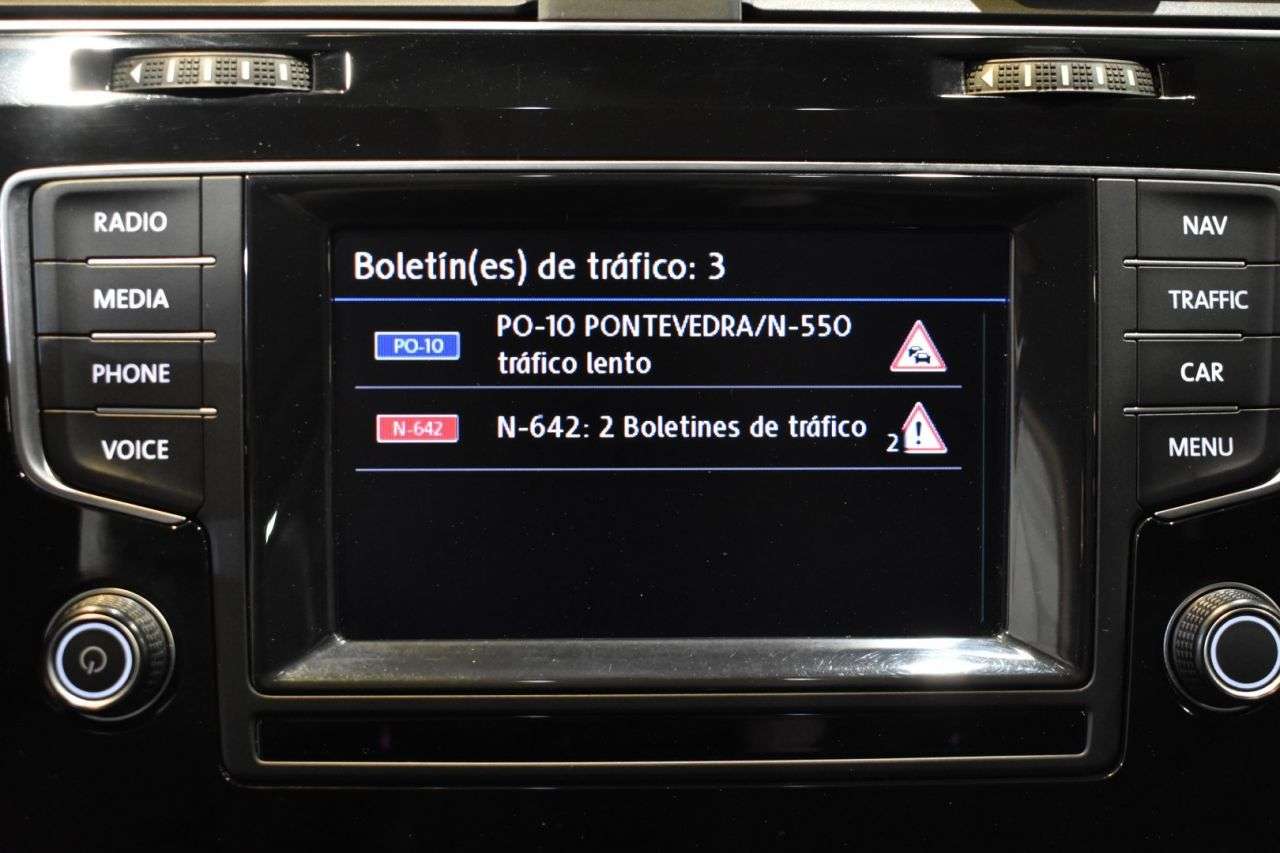 RADIO
MEDIA
PHONE
VOICE
Boletín(es) de tráfico: 3
PO-10
PO-10 PONTEVEDRA/N-550
tráfico lento
N-642
N-642: 2 Boletines de tráfico
2
!
NAV
TRAFFIC
CAR
MENU